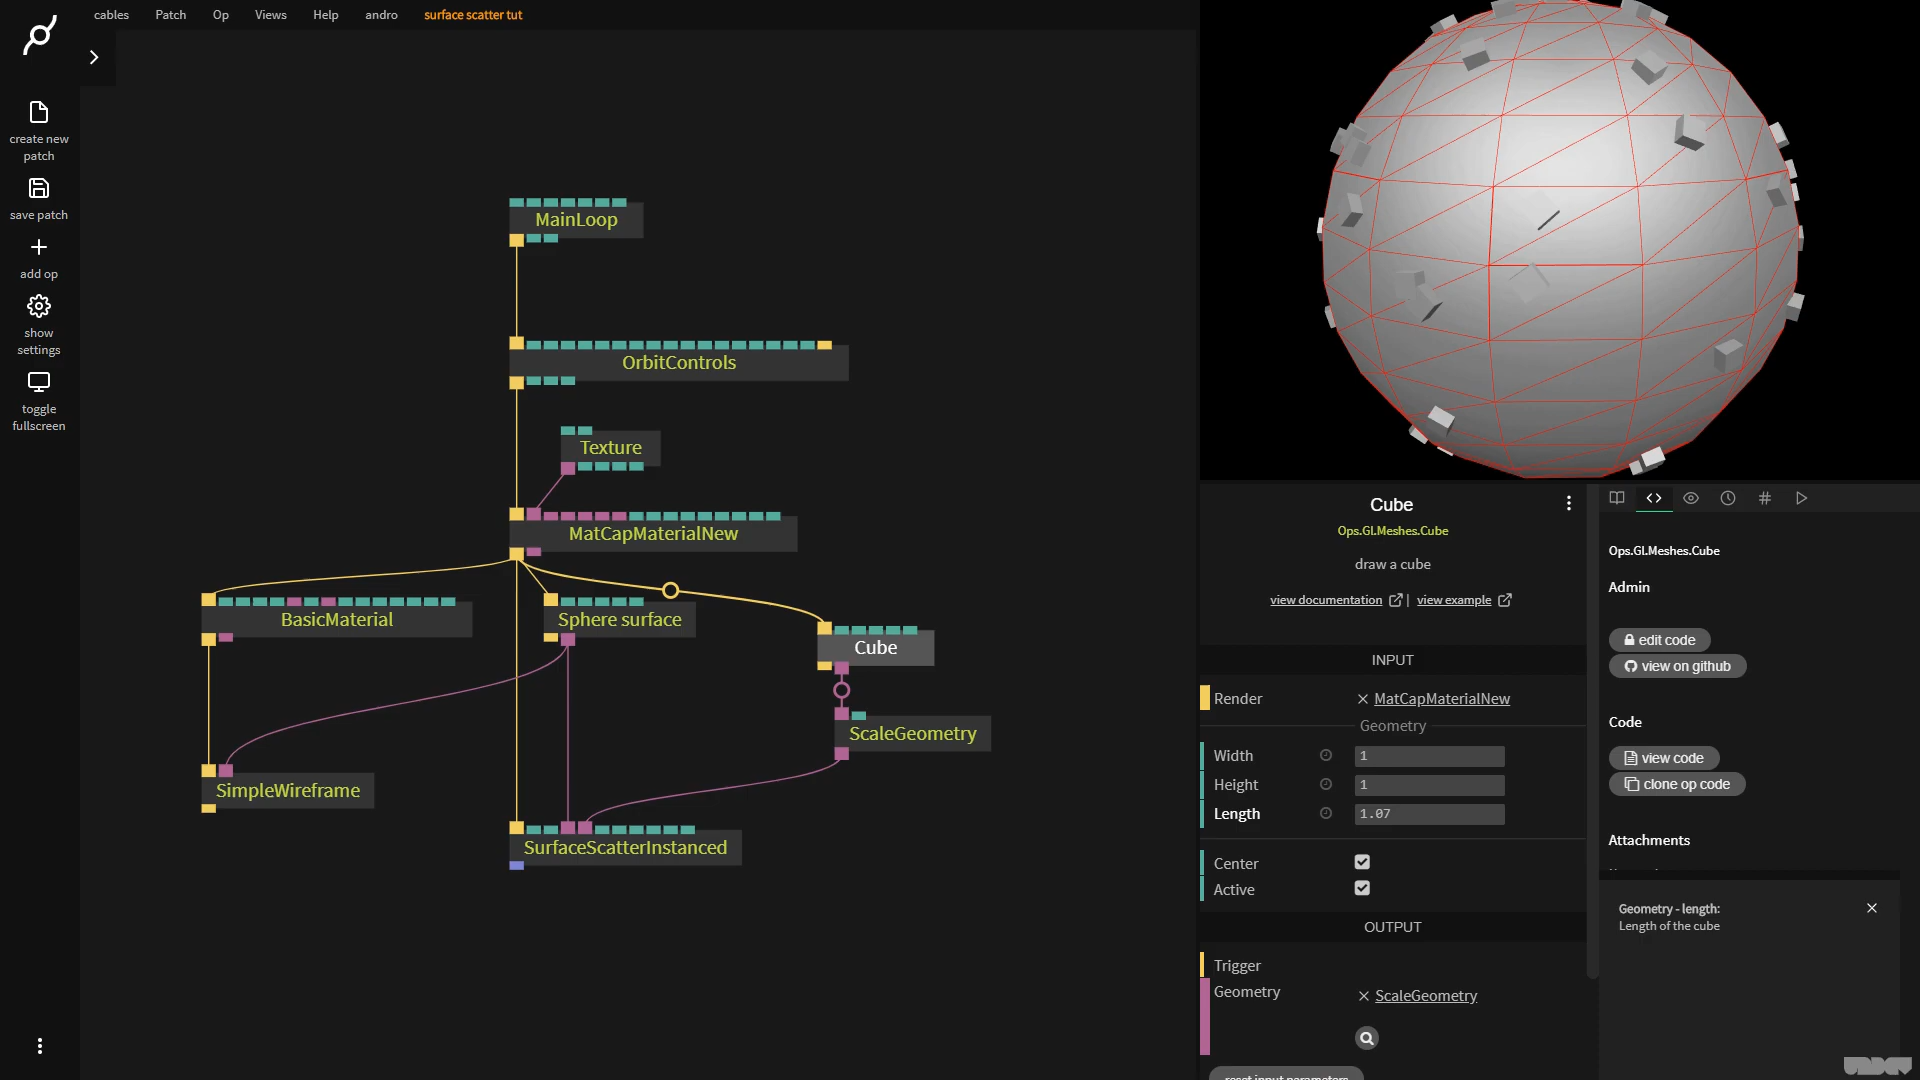 cables Patch Op Views Help andro surface scatter tut
create new
patch
save patch
add op
show
settings
toggle
fullscreen
MainLoop
OrbitControls
Texture
MatCapMaterialNew
BasicMaterial
Sphere surface
Cube
ScaleGeometry
SimpleWireframe
SurfaceScatterInstanced
Cube
Ops.Gl.Meshes.Cube
draw a cube
view documentation | view example
INPUT
Render MatCapMaterialNew
Geometry
Width 1
Height 1
Length 1.07
Center
Active
OUTPUT
Trigger
Geometry ScaleGeometry
reset input parameters
Ops.Gl.Meshes.Cube
Admin
edit code
view on github
Code
view code
clone op code
Attachments
Geometry - length:
Length of the cube